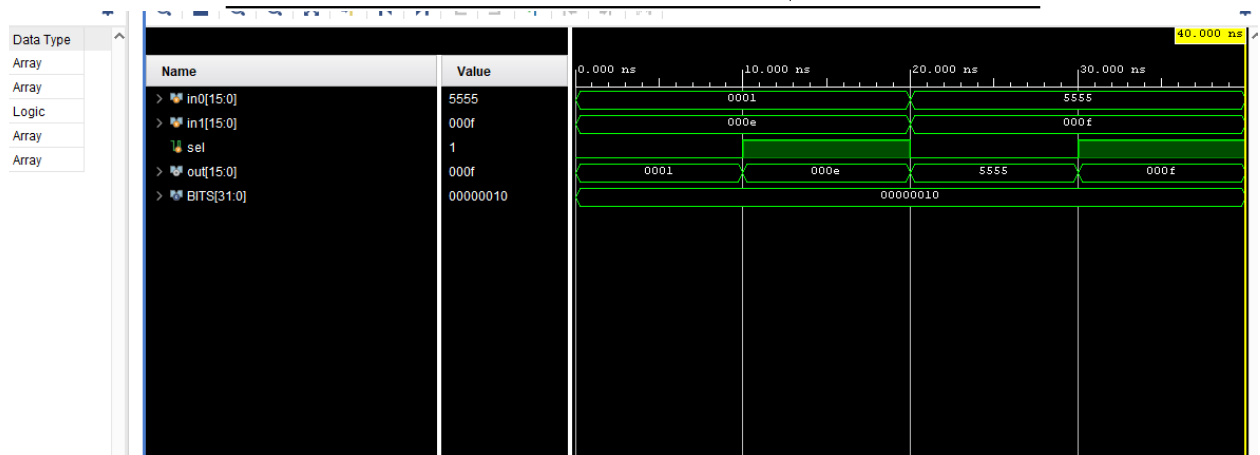 Data Type
Array
Array
Logic
Array
Array
40.000 ns
Name Value 0.000 ns 10.000 ns 20.000 ns 30.000 ns
in0[15:0] 5555 0001 5555
in1[15:0] 000f 000e 000f
sel 1
out[15:0] 000f 0001 000e 5555 000f
BITS[31:0] 00000010 00000010